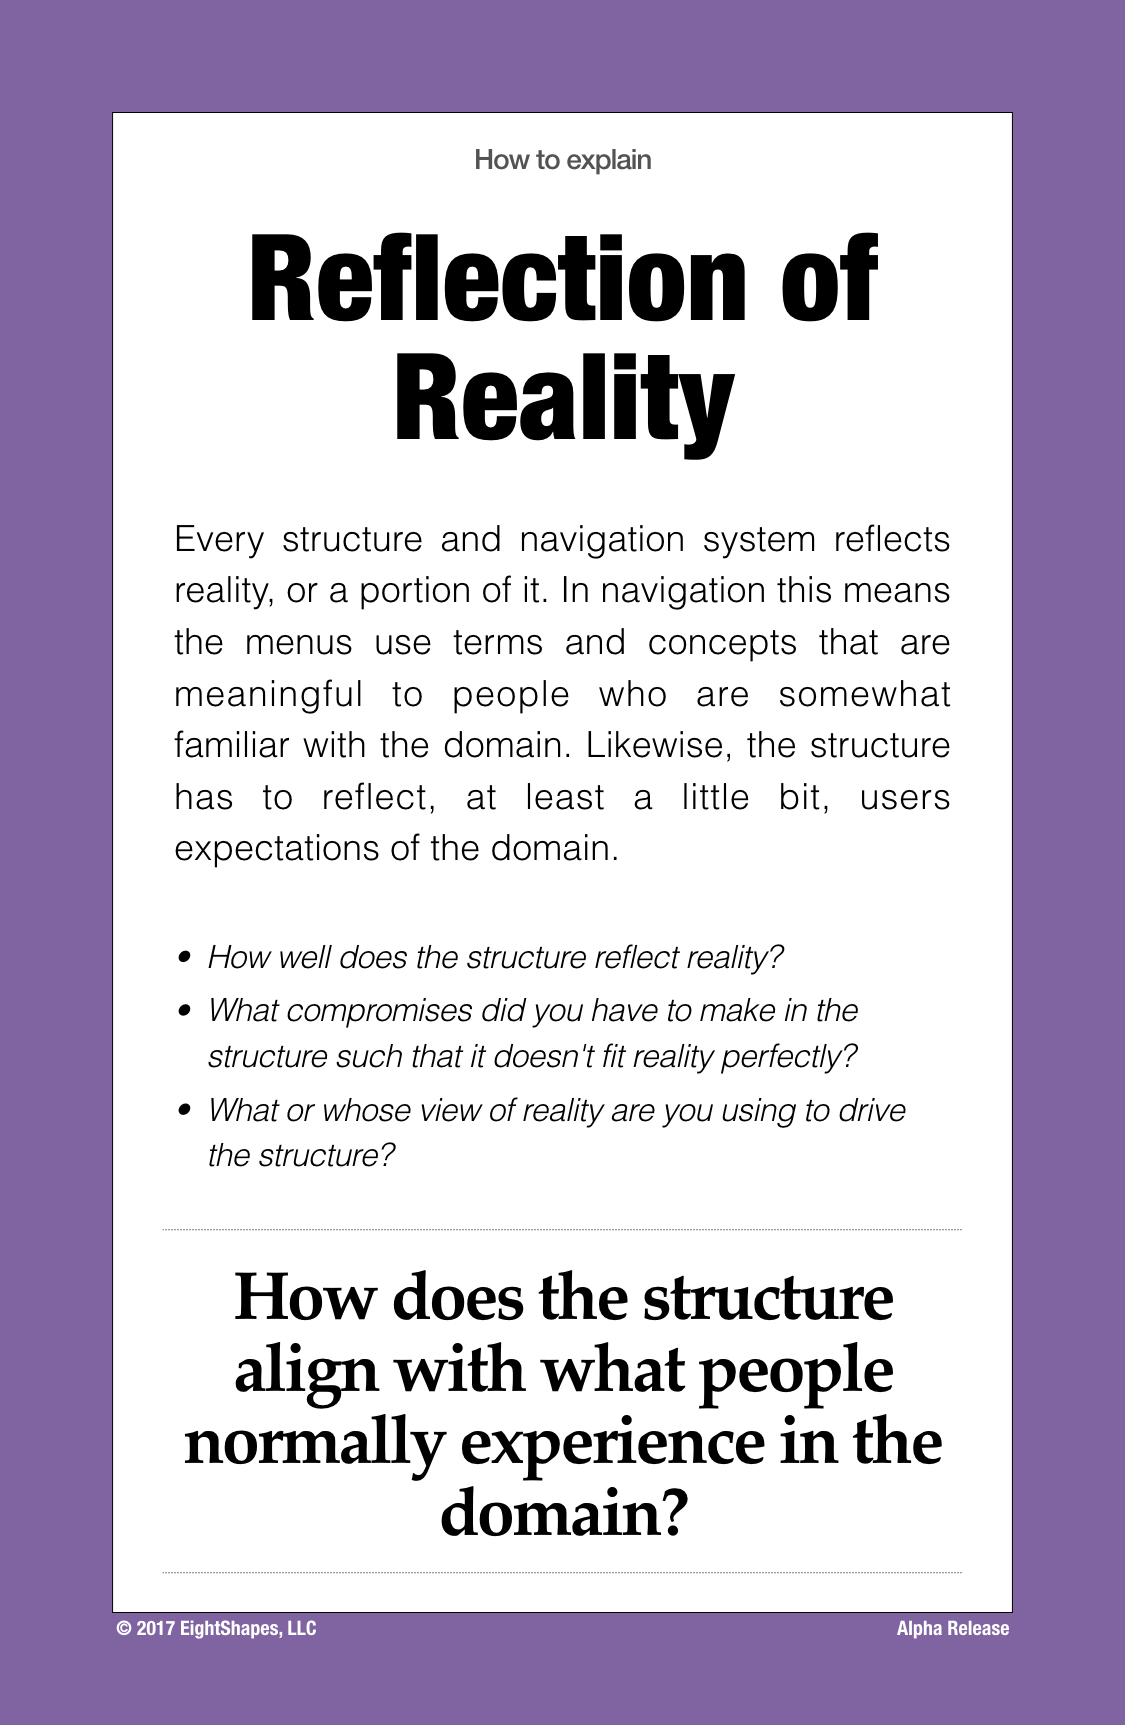 How to explain
Reflection of
Reality
Every structure and navigation system reflects
reality, or a portion of it. In navigation this means
the menus use terms and concepts that are
meaningful to people who are somewhat
familiar with the domain. Likewise, the structure
has to reflect, at least a little bit, users
expectations of the domain.
• How well does the structure reflect reality?
• What compromises did you have to make in the
structure such that it doesn't fit reality perfectly?
• What or whose view of reality are you using to drive
the structure?
How does the structure
align with what people
normally experience in the
domain?
© 2017 EightShapes, LLC
Alpha Release